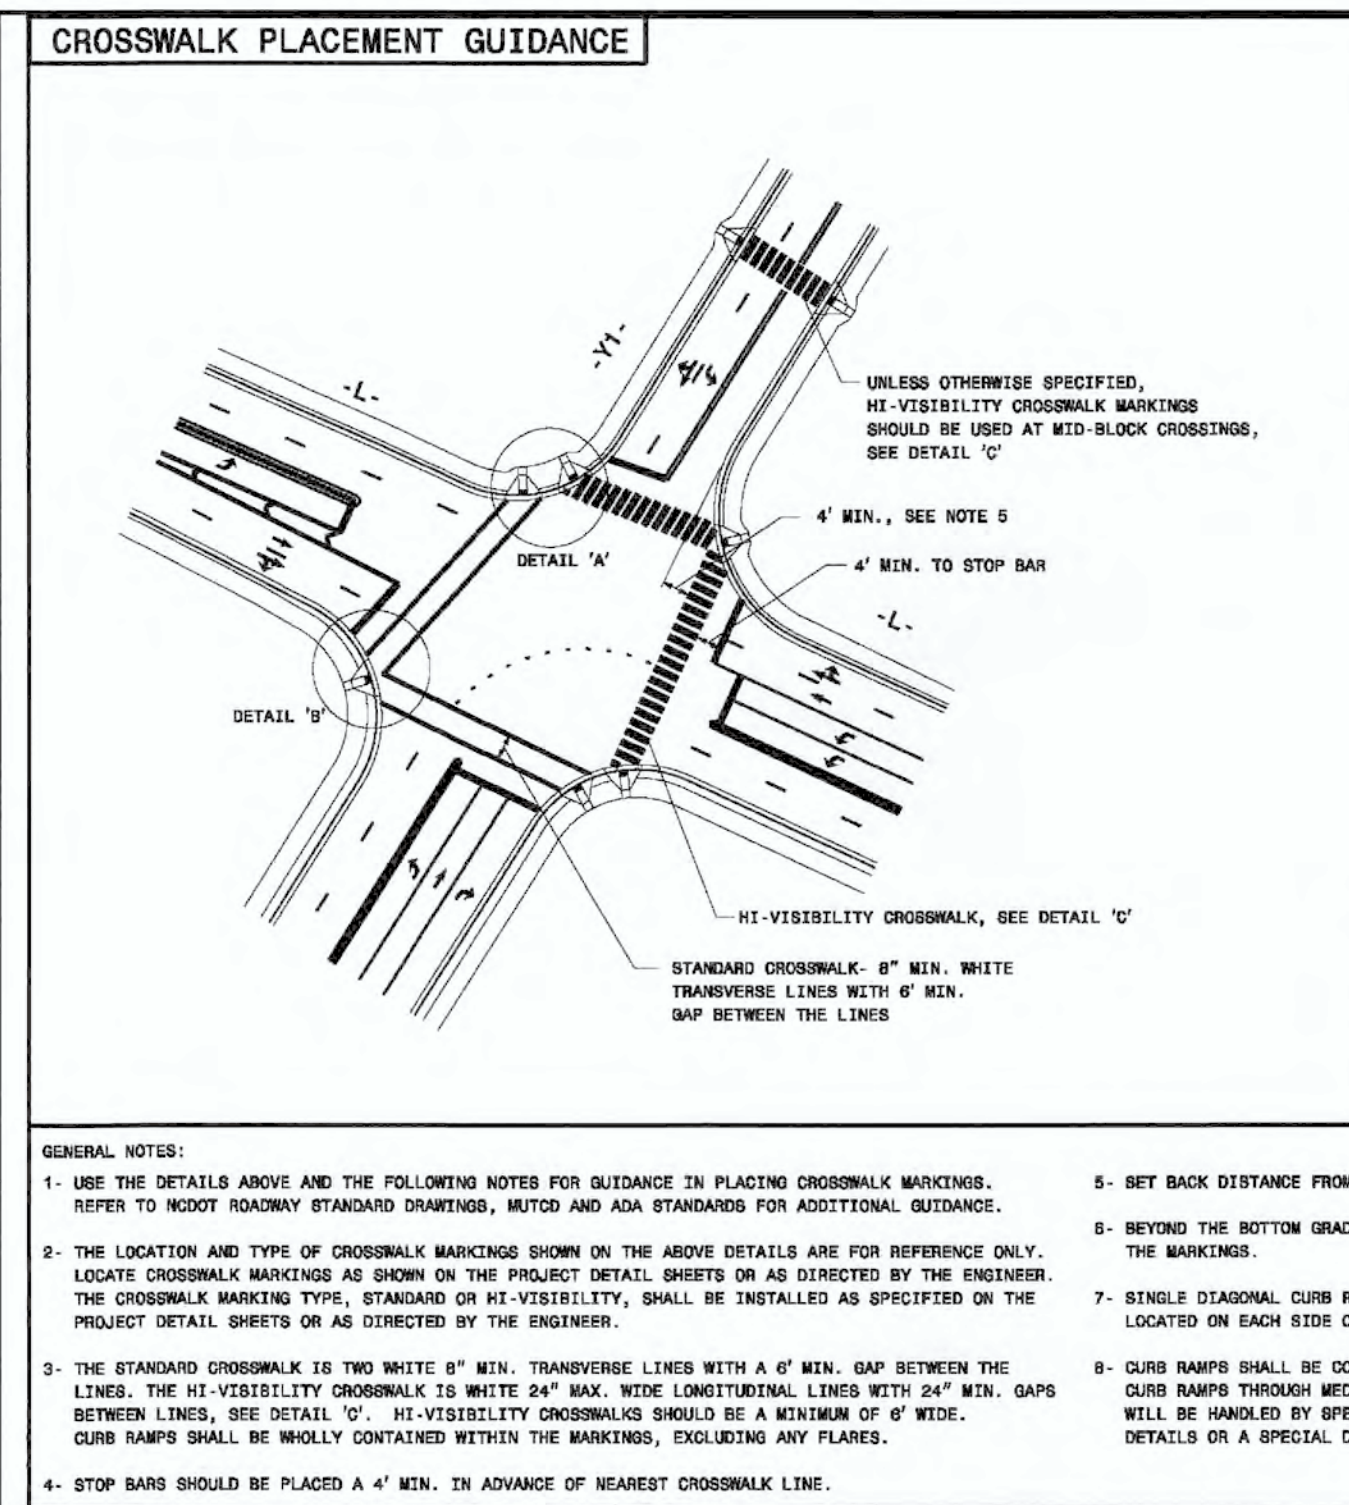 CROSSWALK PLACEMENT GUIDANCE
-Y1-
-L-
UNLESS OTHERWISE SPECIFIED,
HI-VISIBILITY CROSSWALK MARKINGS
SHOULD BE USED AT MID-BLOCK CROSSINGS,
SEE DETAIL 'C'
4' MIN., SEE NOTE 5
DETAIL 'A'
4' MIN. TO STOP BAR
-L-
DETAIL 'B'
HI-VISIBILITY CROSSWALK, SEE DETAIL 'C'
STANDARD CROSSWALK- 8" MIN. WHITE
TRANSVERSE LINES WITH 6' MIN.
GAP BETWEEN THE LINES
GENERAL NOTES:
1- USE THE DETAILS ABOVE AND THE FOLLOWING NOTES FOR GUIDANCE IN PLACING CROSSWALK MARKINGS.
REFER TO NCDOT ROADWAY STANDARD DRAWINGS, MUTCD AND ADA STANDARDS FOR ADDITIONAL GUIDANCE.
2- THE LOCATION AND TYPE OF CROSSWALK MARKINGS SHOWN ON THE ABOVE DETAILS ARE FOR REFERENCE ONLY.
LOCATE CROSSWALK MARKINGS AS SHOWN ON THE PROJECT DETAIL SHEETS OR AS DIRECTED BY THE ENGINEER.
THE CROSSWALK MARKING TYPE, STANDARD OR HI-VISIBILITY, SHALL BE INSTALLED AS SPECIFIED ON THE
PROJECT DETAIL SHEETS OR AS DIRECTED BY THE ENGINEER.
3- THE STANDARD CROSSWALK IS TWO WHITE 8" MIN. TRANSVERSE LINES WITH A 6' MIN. GAP BETWEEN THE
LINES. THE HI-VISIBILITY CROSSWALK IS WHITE 24" MAX. WIDE LONGITUDINAL LINES WITH 24" MIN. GAPS
BETWEEN LINES, SEE DETAIL 'C'. HI-VISIBILITY CROSSWALKS SHOULD BE A MINIMUM OF 6' WIDE.
CURB RAMPS SHALL BE WHOLLY CONTAINED WITHIN THE MARKINGS, EXCLUDING ANY FLARES.
4- STOP BARS SHOULD BE PLACED A 4' MIN. IN ADVANCE OF NEAREST CROSSWALK LINE.
5- SET BACK DISTANCE FROM
6- BEYOND THE BOTTOM GRAD
THE MARKINGS.
7- SINGLE DIAGONAL CURB R
LOCATED ON EACH SIDE O
8- CURB RAMPS SHALL BE CO
CURB RAMPS THROUGH MED
WILL BE HANDLED BY SPE
DETAILS OR A SPECIAL D